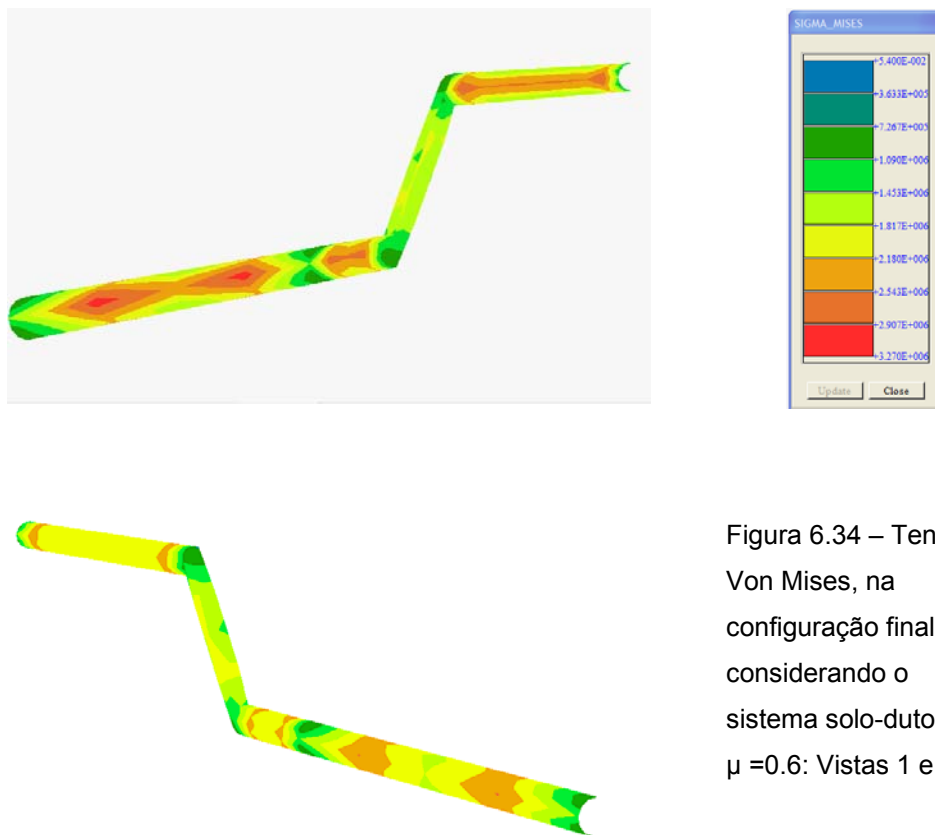 SIGMA_MISES
+5.400E-002
+3.633E+005
+7.267E+005
+1.090E+006
+1.453E+006
+1.817E+006
+2.180E+006
+2.543E+006
+2.907E+006
+3.270E+006
Update Close
Figura 6.34 – Ten
Von Mises, na
configuração final
considerando o
sistema solo-duto
μ =0.6: Vistas 1 e